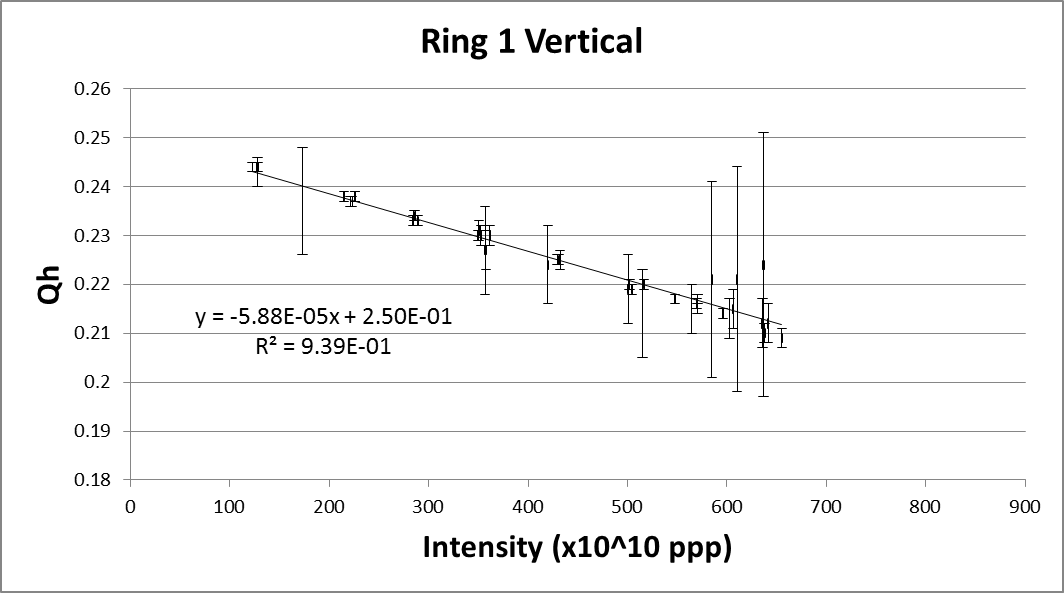 Ring 1 Vertical
0.26
0.25
0.24
0.23
0.22
0.21
0.2
0.19
0.18
Qh
y = -5.88E-05x + 2.50E-01
R² = 9.39E-01
0 100 200 300 400 500 600 700 800 900
Intensity (x10^10 ppp)